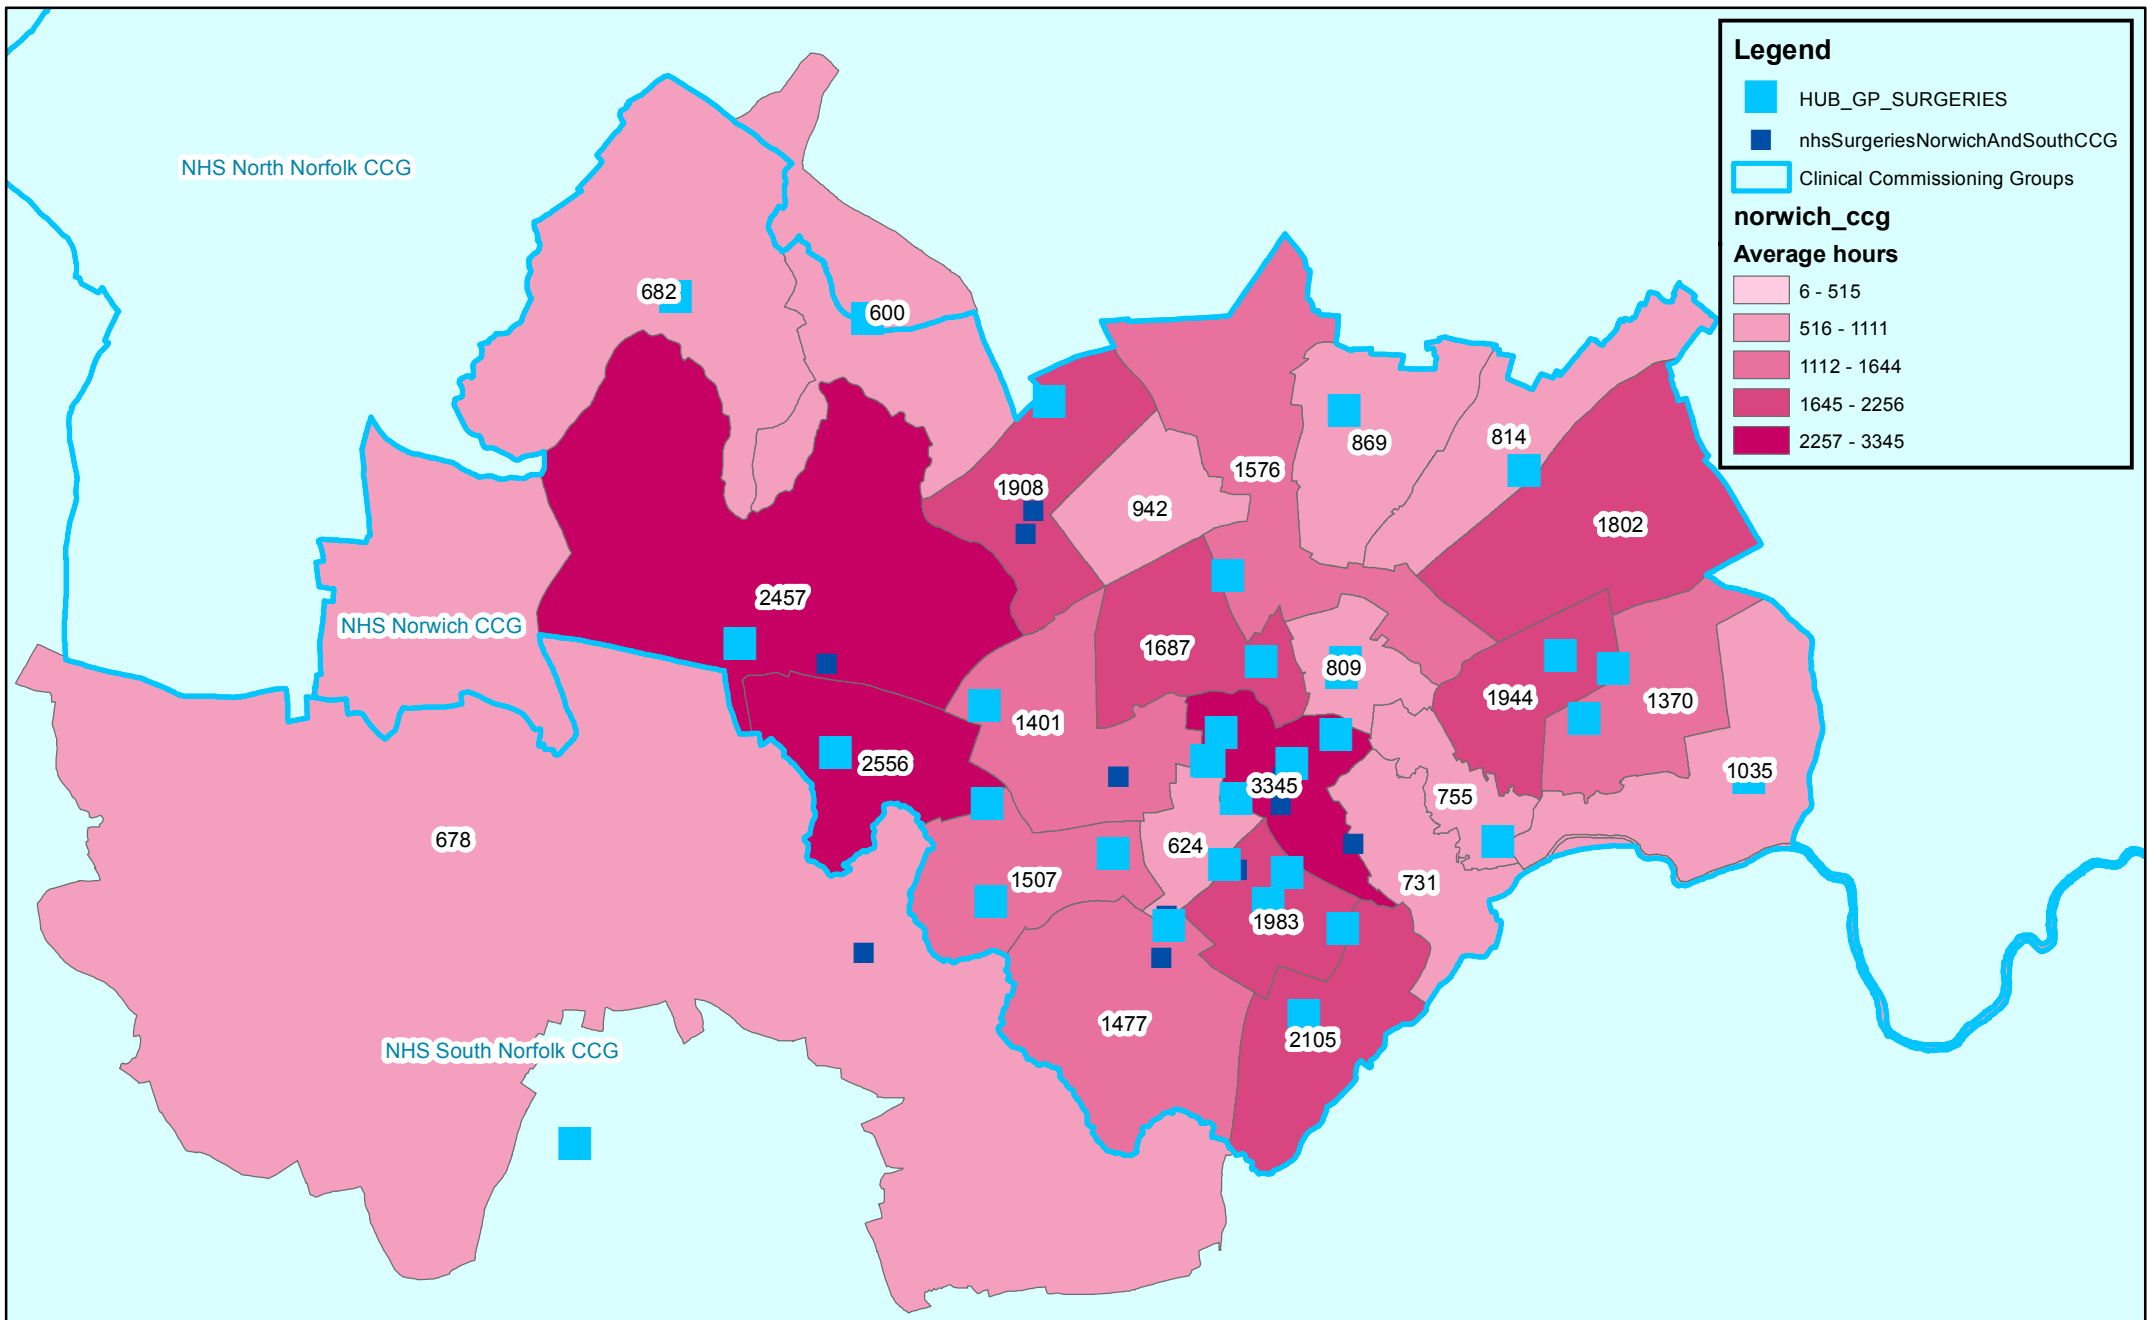 Legend
HUB_GP_SURGERIES
nhsSurgeriesNorwichAndSouthCCG
Clinical Commissioning Groups
norwich_ccg
Average hours
6 - 515
516 - 1111
1112 - 1644
1645 - 2256
2257 - 3345
NHS North Norfolk CCG
682
600
869
814
1576
1908
942
1802
2457
NHS Norwich CCG
1687
809
1944
1370
1401
2556
1035
3345
755
678
624
1507
731
1983
1477
2105
NHS South Norfolk CCG